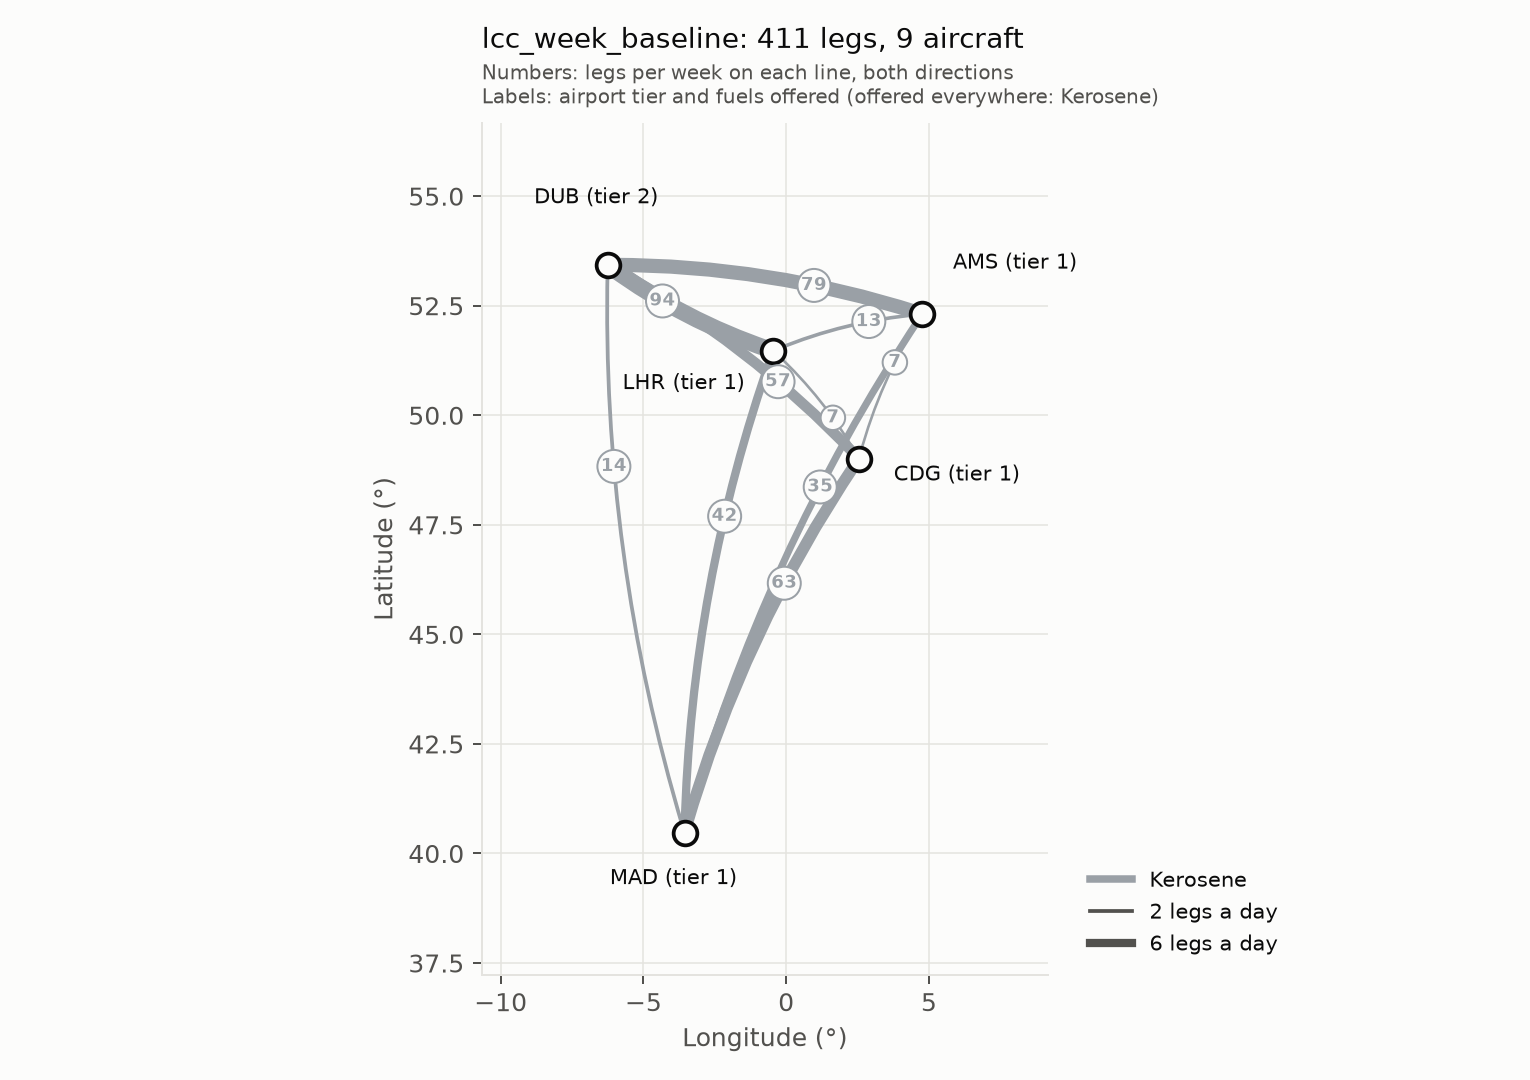 lcc_week_baseline: 411 legs, 9 aircraft
Numbers: legs per week on each line, both directions
Labels: airport tier and fuels offered (offered everywhere: Kerosene)
55.0
DUB (tier 2)
AMS (tier 1)
79
94
52.5
13
7
LHR (tier 1)
57
50.0
7
CDG (tier 1)
14
35
42
47.5
Latitude (°)
63
45.0
42.5
40.0
MAD (tier 1)
Kerosene
2 legs a day
6 legs a day
37.5
−10
−5
0
5
Longitude (°)